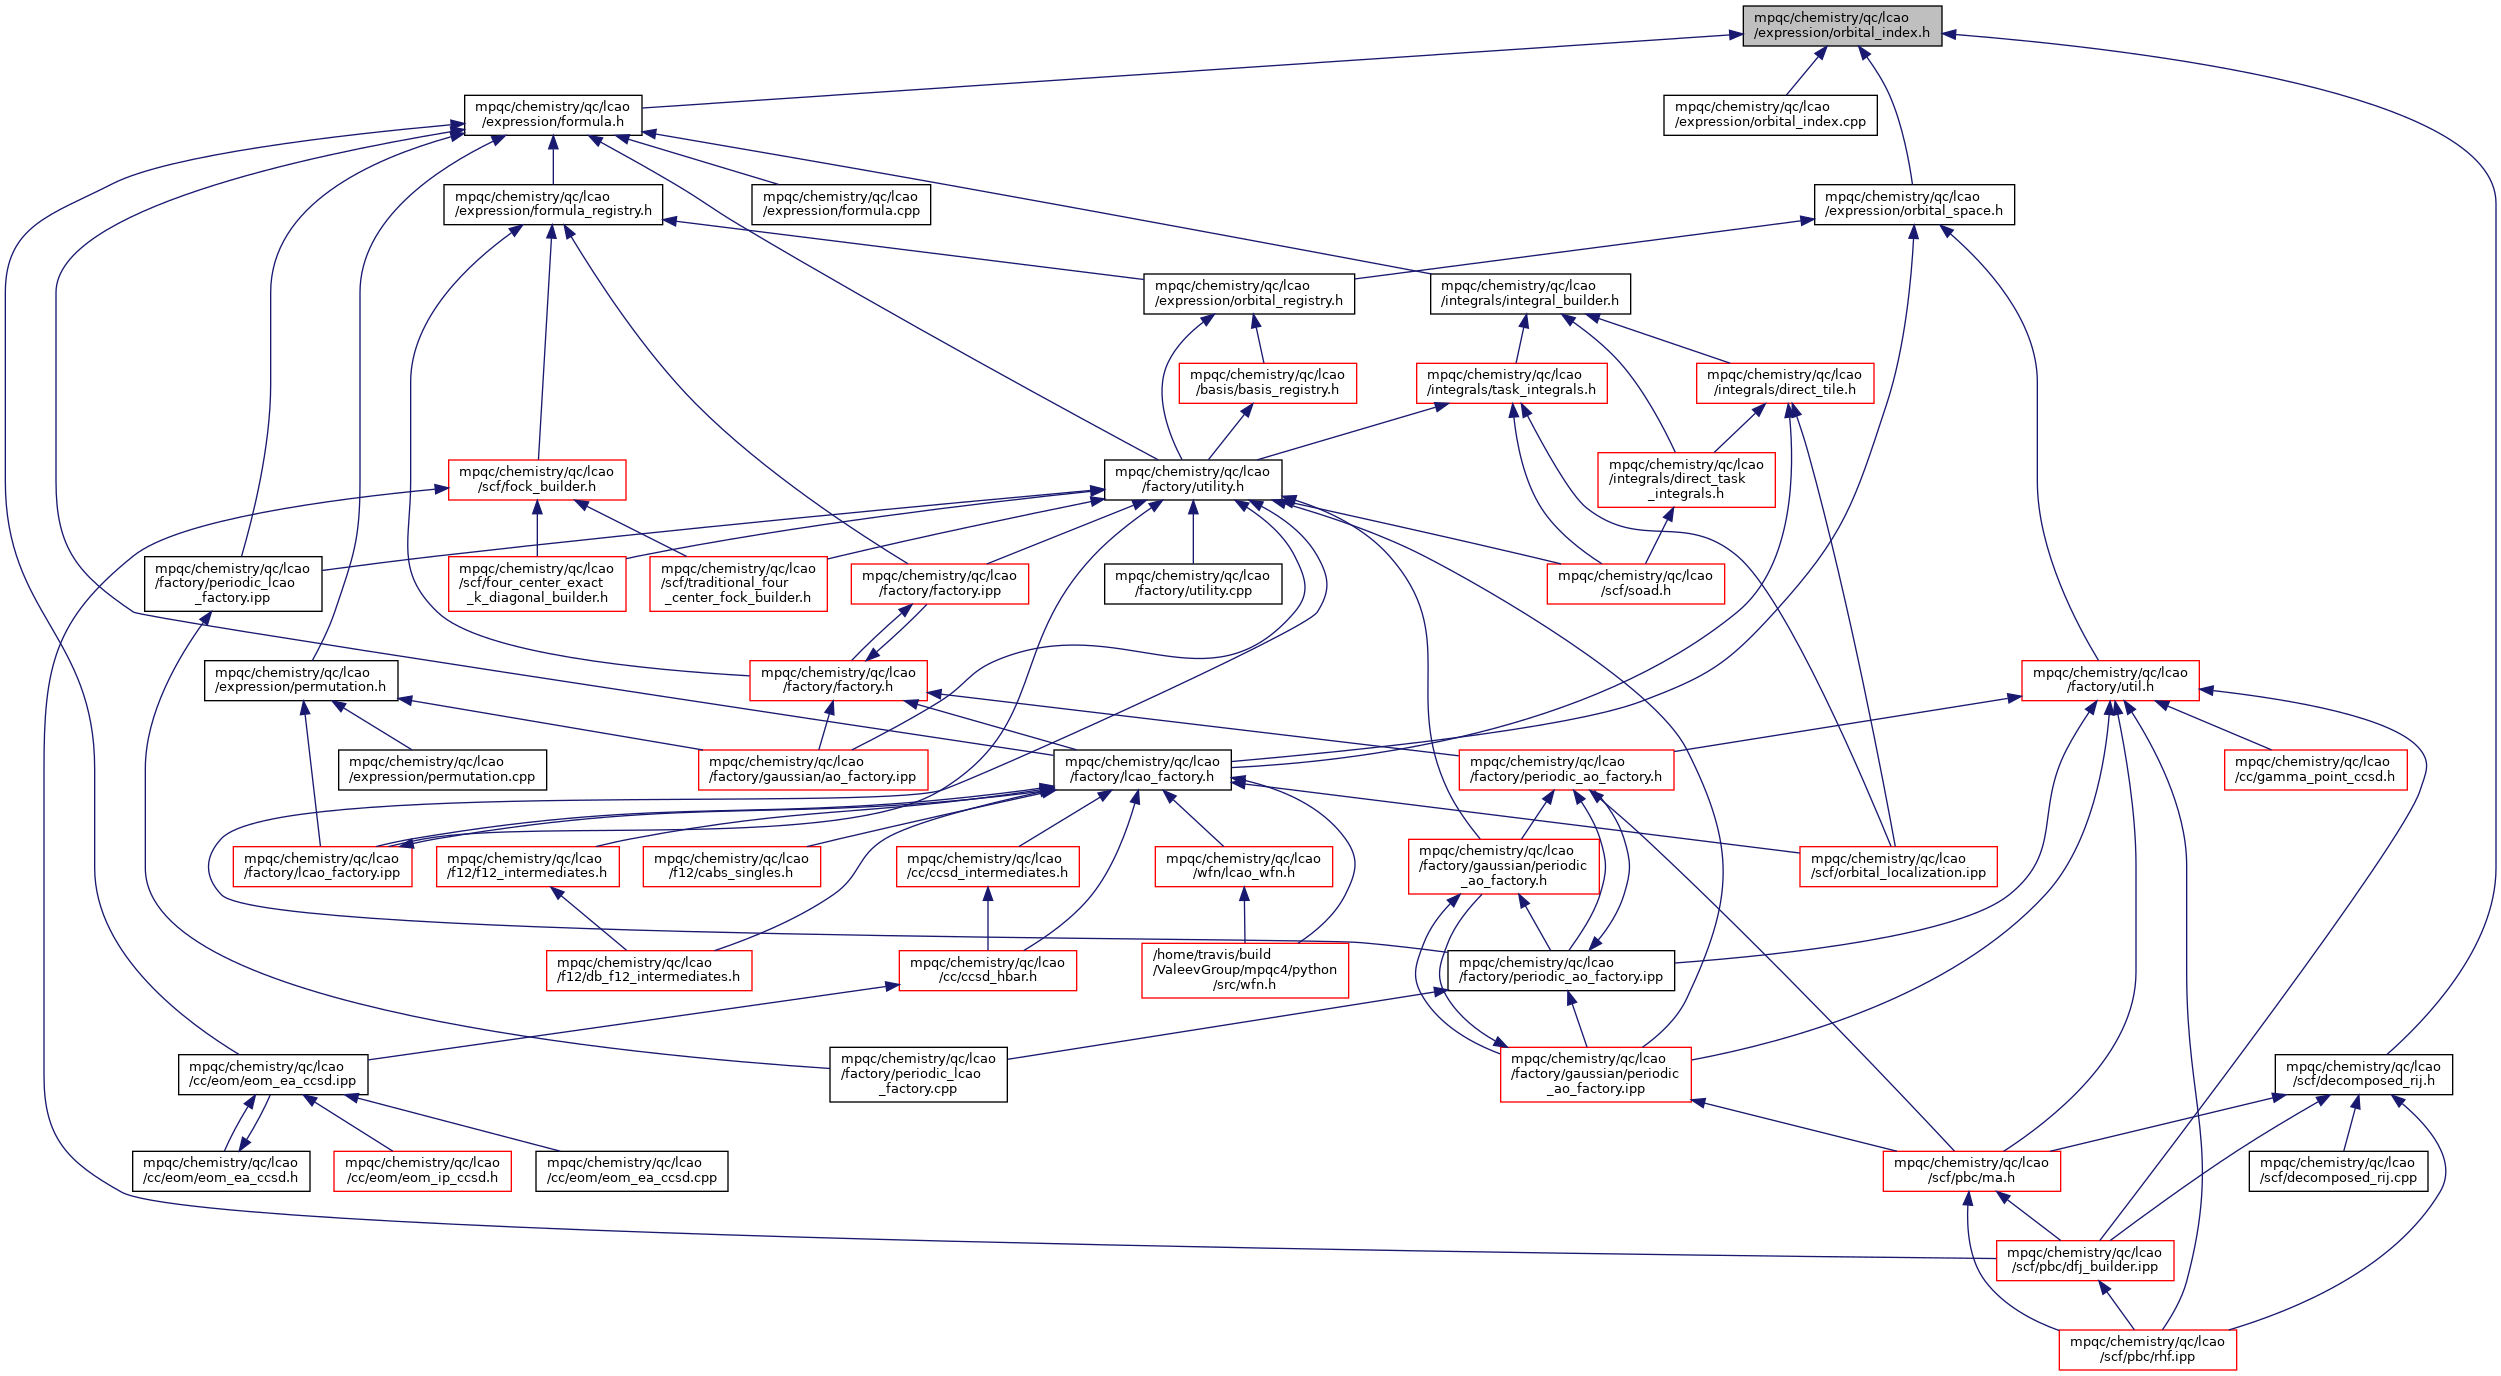 mpqc/chemistry/qc/lcao
/expression/orbital_index.h
mpqc/chemistry/qc/lcao
/expression/formula.h
mpqc/chemistry/qc/lcao
/expression/orbital_index.cpp
mpqc/chemistry/qc/lcao
/expression/formula_registry.h
mpqc/chemistry/qc/lcao
/expression/formula.cpp
mpqc/chemistry/qc/lcao
/expression/orbital_space.h
mpqc/chemistry/qc/lcao
/expression/orbital_registry.h
mpqc/chemistry/qc/lcao
/integrals/integral_builder.h
mpqc/chemistry/qc/lcao
/basis/basis_registry.h
mpqc/chemistry/qc/lcao
/integrals/task_integrals.h
mpqc/chemistry/qc/lcao
/integrals/direct_tile.h
mpqc/chemistry/qc/lcao
/scf/fock_builder.h
mpqc/chemistry/qc/lcao
/factory/utility.h
mpqc/chemistry/qc/lcao
/integrals/direct_task
_integrals.h
mpqc/chemistry/qc/lcao
/factory/periodic_lcao
_factory.ipp
mpqc/chemistry/qc/lcao
/scf/four_center_exact
_k_diagonal_builder.h
mpqc/chemistry/qc/lcao
/scf/traditional_four
_center_fock_builder.h
mpqc/chemistry/qc/lcao
/factory/factory.ipp
mpqc/chemistry/qc/lcao
/factory/utility.cpp
mpqc/chemistry/qc/lcao
/scf/soad.h
mpqc/chemistry/qc/lcao
/expression/permutation.h
mpqc/chemistry/qc/lcao
/factory/factory.h
mpqc/chemistry/qc/lcao
/factory/util.h
mpqc/chemistry/qc/lcao
/expression/permutation.cpp
mpqc/chemistry/qc/lcao
/factory/gaussian/ao_factory.ipp
mpqc/chemistry/qc/lcao
/factory/lcao_factory.h
mpqc/chemistry/qc/lcao
/factory/periodic_ao_factory.h
mpqc/chemistry/qc/lcao
/cc/gamma_point_ccsd.h
mpqc/chemistry/qc/lcao
/factory/lcao_factory.ipp
mpqc/chemistry/qc/lcao
/f12/f12_intermediates.h
mpqc/chemistry/qc/lcao
/f12/cabs_singles.h
mpqc/chemistry/qc/lcao
/cc/ccsd_intermediates.h
mpqc/chemistry/qc/lcao
/wfn/lcao_wfn.h
mpqc/chemistry/qc/lcao
/factory/gaussian/periodic
_ao_factory.h
mpqc/chemistry/qc/lcao
/scf/orbital_localization.ipp
mpqc/chemistry/qc/lcao
/f12/db_f12_intermediates.h
mpqc/chemistry/qc/lcao
/cc/ccsd_hbar.h
/home/travis/build
/ValeevGroup/mpqc4/python
/src/wfn.h
mpqc/chemistry/qc/lcao
/factory/periodic_ao_factory.ipp
mpqc/chemistry/qc/lcao
/cc/eom/eom_ea_ccsd.ipp
mpqc/chemistry/qc/lcao
/factory/periodic_lcao
_factory.cpp
mpqc/chemistry/qc/lcao
/factory/gaussian/periodic
_ao_factory.ipp
mpqc/chemistry/qc/lcao
/scf/decomposed_rij.h
mpqc/chemistry/qc/lcao
/cc/eom/eom_ea_ccsd.h
mpqc/chemistry/qc/lcao
/cc/eom/eom_ip_ccsd.h
mpqc/chemistry/qc/lcao
/cc/eom/eom_ea_ccsd.cpp
mpqc/chemistry/qc/lcao
/scf/pbc/ma.h
mpqc/chemistry/qc/lcao
/scf/decomposed_rij.cpp
mpqc/chemistry/qc/lcao
/scf/pbc/dfj_builder.ipp
mpqc/chemistry/qc/lcao
/scf/pbc/rhf.ipp